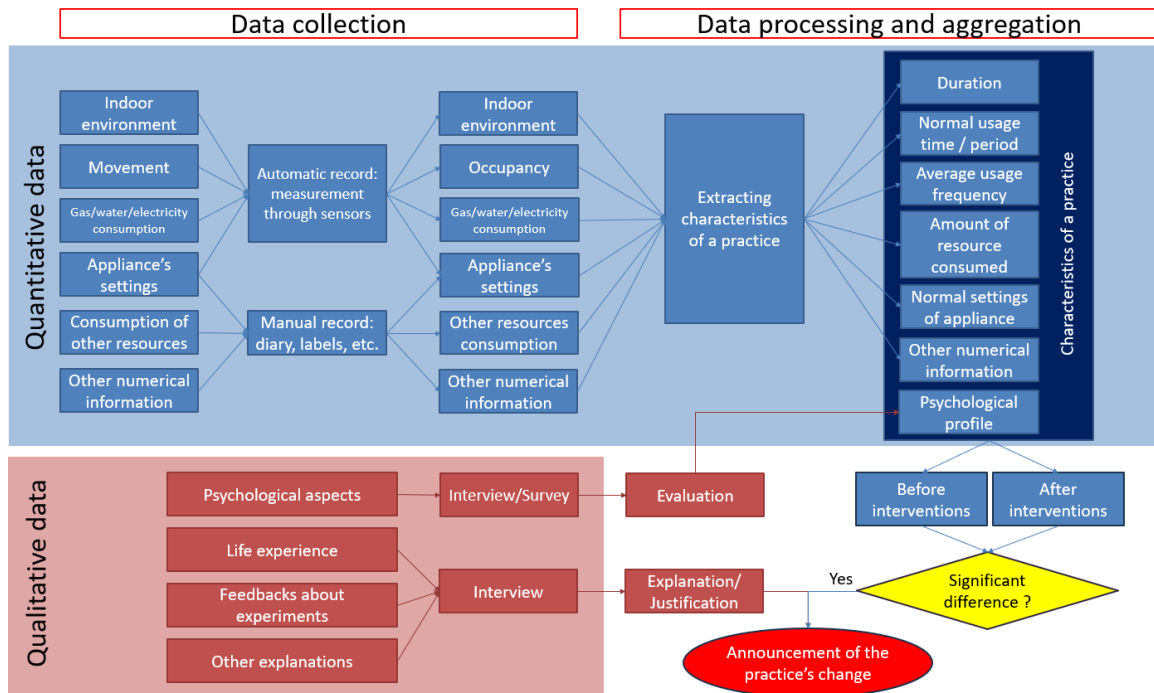 Data collection
Data processing and aggregation
Quantitative data
Indoor
environment
Movement
Gas/water/electricity
consumption
Appliance's
settings
Consumption of
other resources
Other numerical
information
Automatic record:
measurement
through sensors
Manual record:
diary, labels, etc.
Indoor
environment
Occupancy
Gas/water/electricity
consumption
Appliance's
settings
Other resources
consumption
Other numerical
information
Extracting
characteristics
of a practice
Duration
Normal usage
time / period
Average usage
frequency
Amount of
resource
consumed
Normal settings
of appliance
Other numerical
information
Psychological
profile
Characteristics of a practice
Qualitative data
Psychological aspects
Interview/Survey
Evaluation
Life experience
Feedbacks about
experiments
Other explanations
Interview
Explanation/
Justification
Before
interventions
After
interventions
Significant
difference ?
Yes
Announcement of the
practice's change